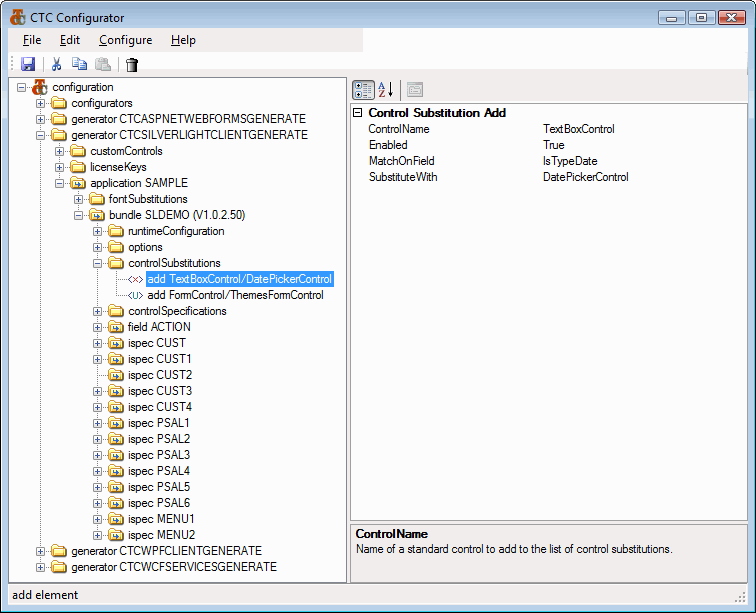 CTC Configurator
File Edit Configure Help
configuration
configurators
generator CTCASPNETWEBFORMSGENERATE
generator CTCSILVERLIGHTCLIENTGENERATE
customControls
licenseKeys
application SAMPLE
fontSubstitutions
bundle SLDEMO (V1.0.2.50)
runtimeConfiguration
options
controlSubstitutions
<x> add TextBoxControl/DatePickerControl
<U> add FormControl/ThemesFormControl
controlSpecifications
field ACTION
ispec CUST
ispec CUST1
ispec CUST2
ispec CUST3
ispec CUST4
ispec PSAL1
ispec PSAL2
ispec PSAL3
ispec PSAL4
ispec PSAL5
ispec PSAL6
ispec MENU1
ispec MENU2
generator CTCWPFCLIENTGENERATE
generator CTCWCFSERVICESGENERATE
A Z
Control Substitution Add
ControlName TextBoxControl
Enabled True
MatchOnField IsTypeDate
SubstituteWith DatePickerControl
ControlName
Name of a standard control to add to the list of control substitutions.
add element